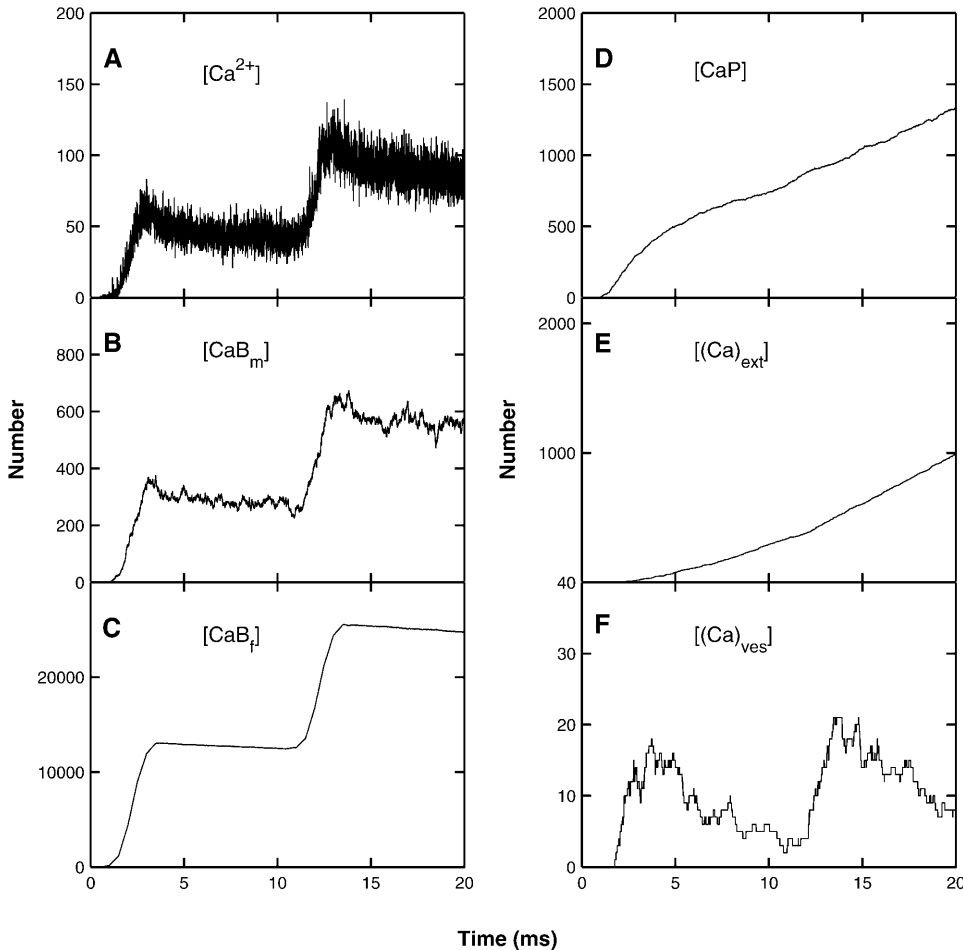 A
[Ca2+]
200
150
100
50
0
B
[CaBm]
800
600
400
200
0
C
[CaBf]
20000
10000
0
0 5 10 15 20
Number
D
[CaP]
2000
1500
1000
500
0
E
[(Ca)ext]
2000
1000
40
F
[(Ca)ves]
30
20
10
0
0 5 10 15 20
Number
Time (ms)